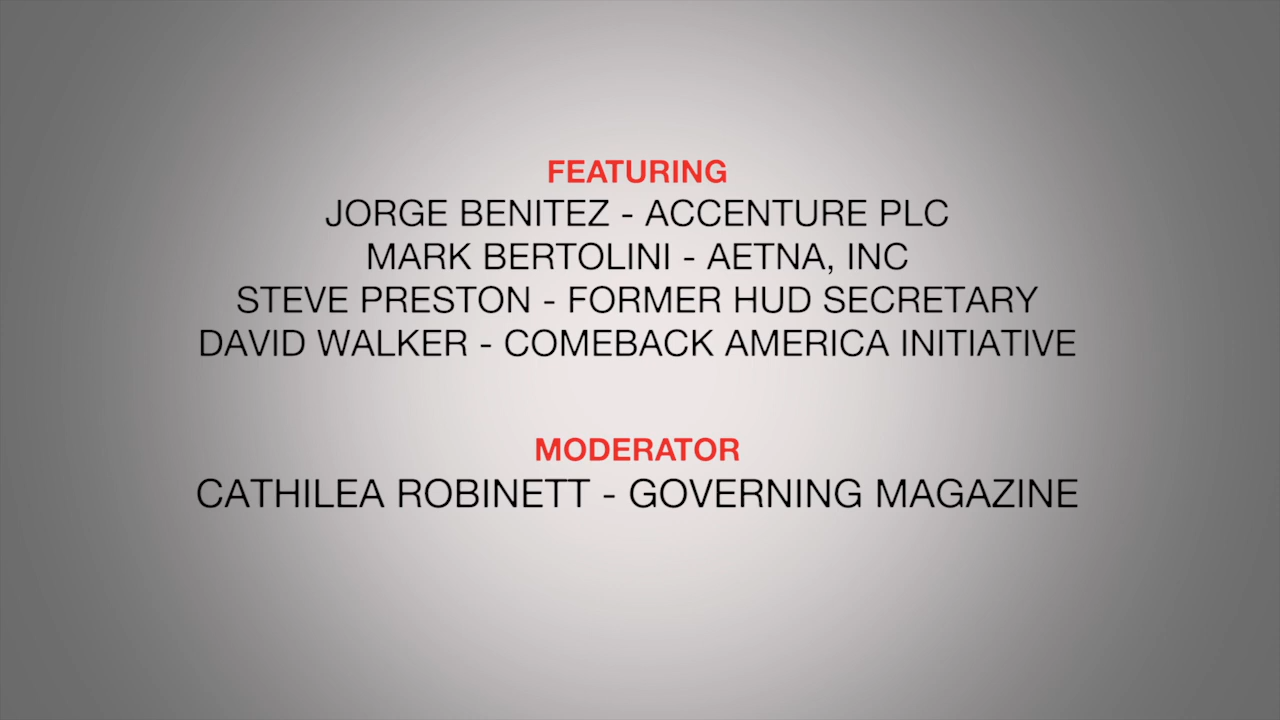 FEATURING
JORGE BENITEZ - ACCENTURE PLC
MARK BERTOLINI - AETNA, INC
STEVE PRESTON - FORMER HUD SECRETARY
DAVID WALKER - COMEBACK AMERICA INITIATIVE
MODERATOR
CATHILEA ROBINETT - GOVERNING MAGAZINE